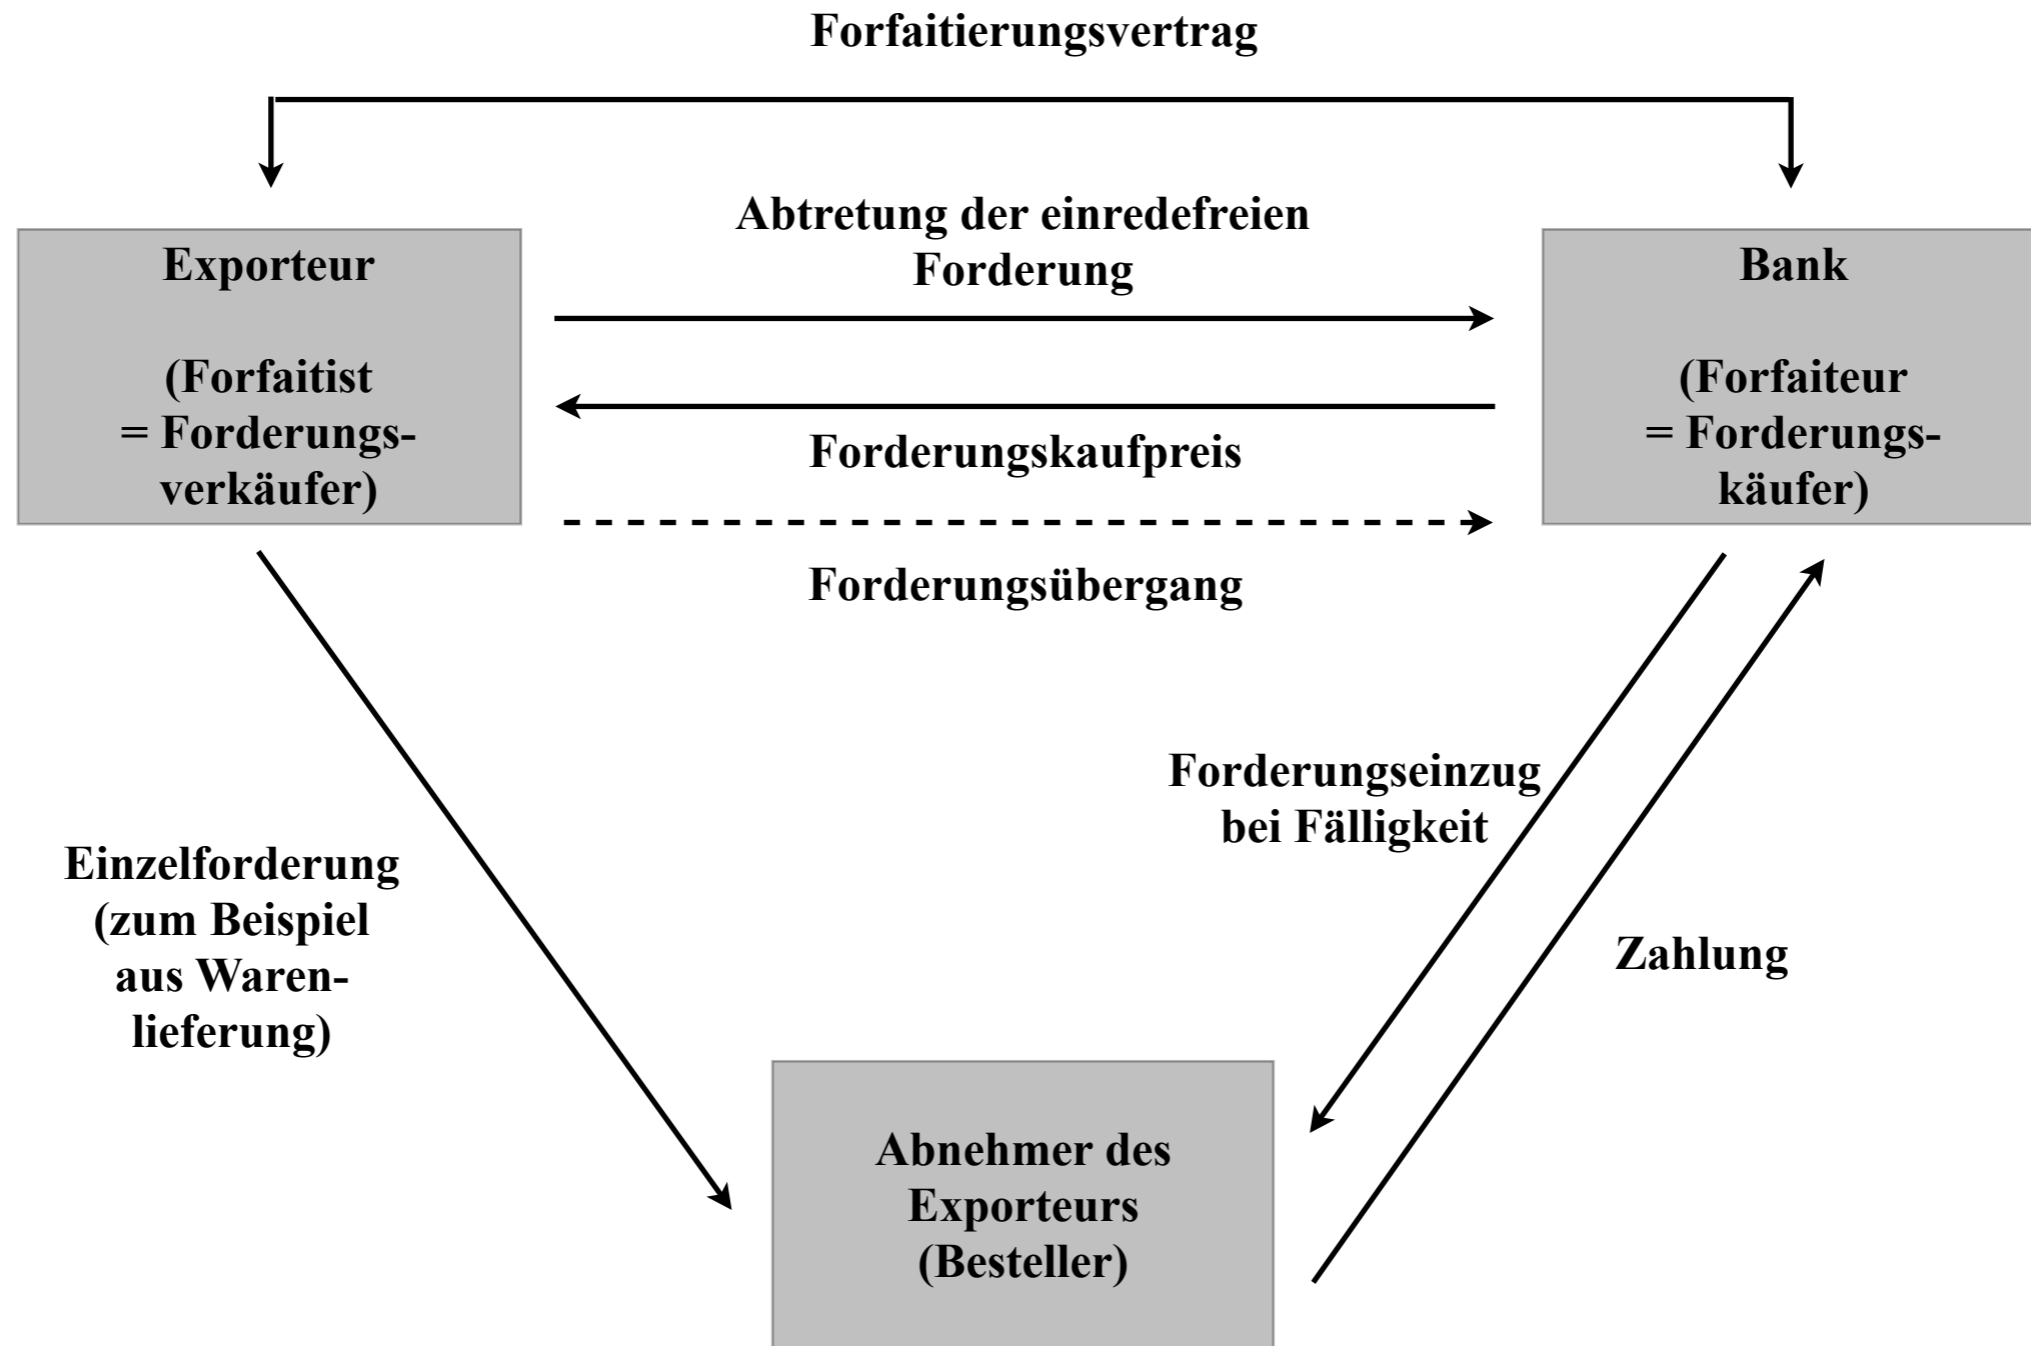 Forfaitierungsvertrag
Abtretung der einredefreien
Forderung
Exporteur
(Forfaitist
= Forderungs-
verkäufer)
Bank
(Forfaiteur
= Forderungs-
käufer)
Forderungskaufpreis
Forderungsübergang
Forderungseinzug
bei Fälligkeit
Einzelforderung
(zum Beispiel
aus Waren-
lieferung)
Zahlung
Abnehmer des
Exporteurs
(Besteller)